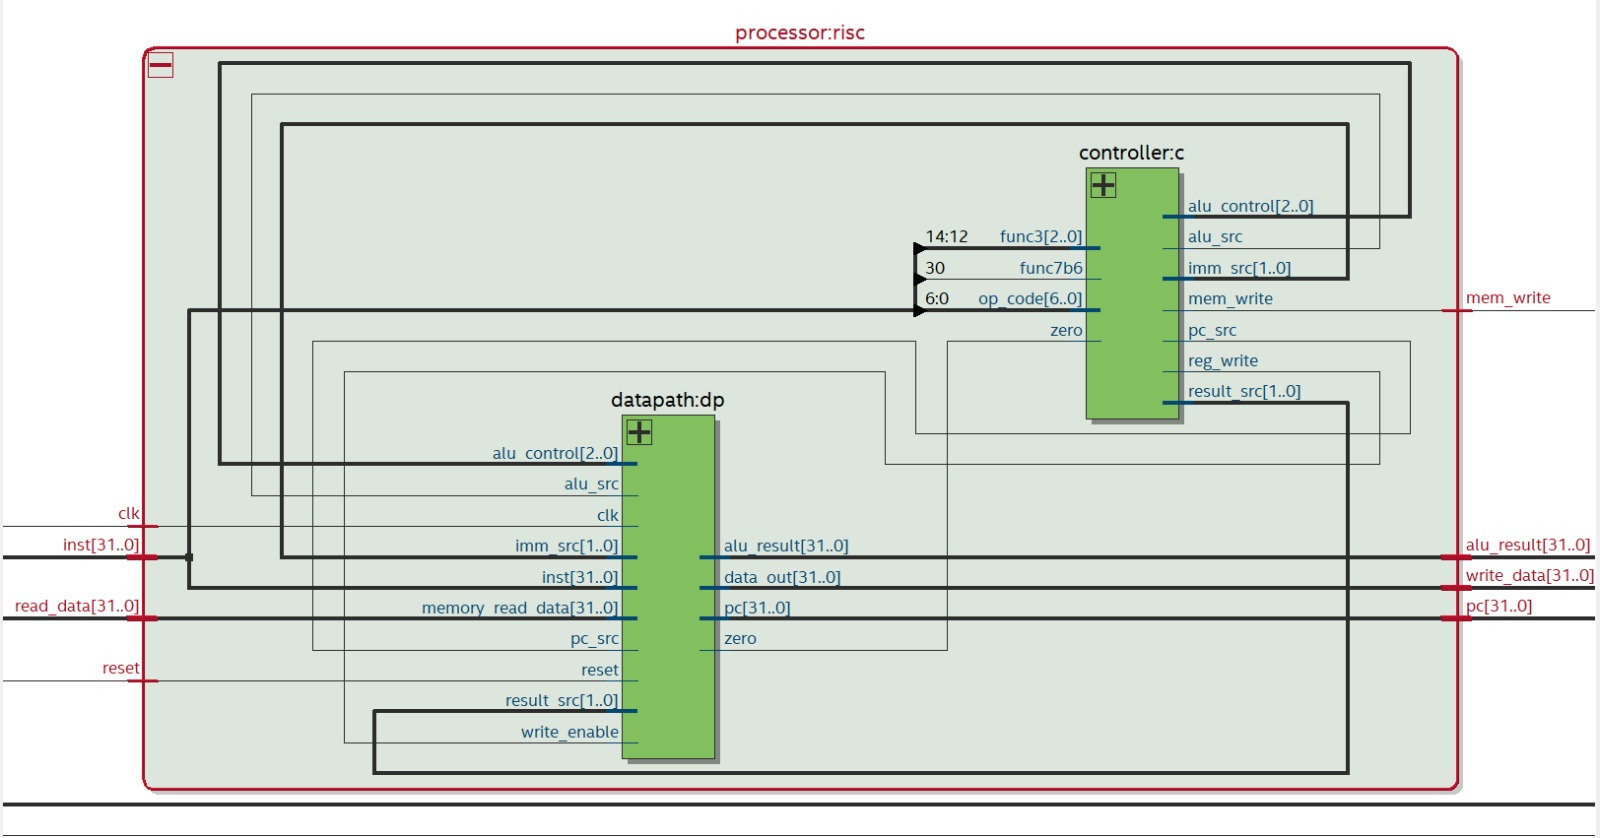 processor:risc
controller:c
alu_control[2..0]
14:12 func3[2..0] alu_src
30 func7b6 imm_src[1..0]
6:0 op_code[6..0] mem_write mem_write
zero pc_src
reg_write
result_src[1..0]
datapath:dp
alu_control[2..0]
alu_src
clk clk
inst[31..0] imm_src[1..0] alu_result[31..0] alu_result[31..0]
inst[31..0] data_out[31..0] write_data[31..0]
read_data[31..0] memory_read_data[31..0] pc[31..0] pc[31..0]
pc_src zero
reset reset
result_src[1..0]
write_enable